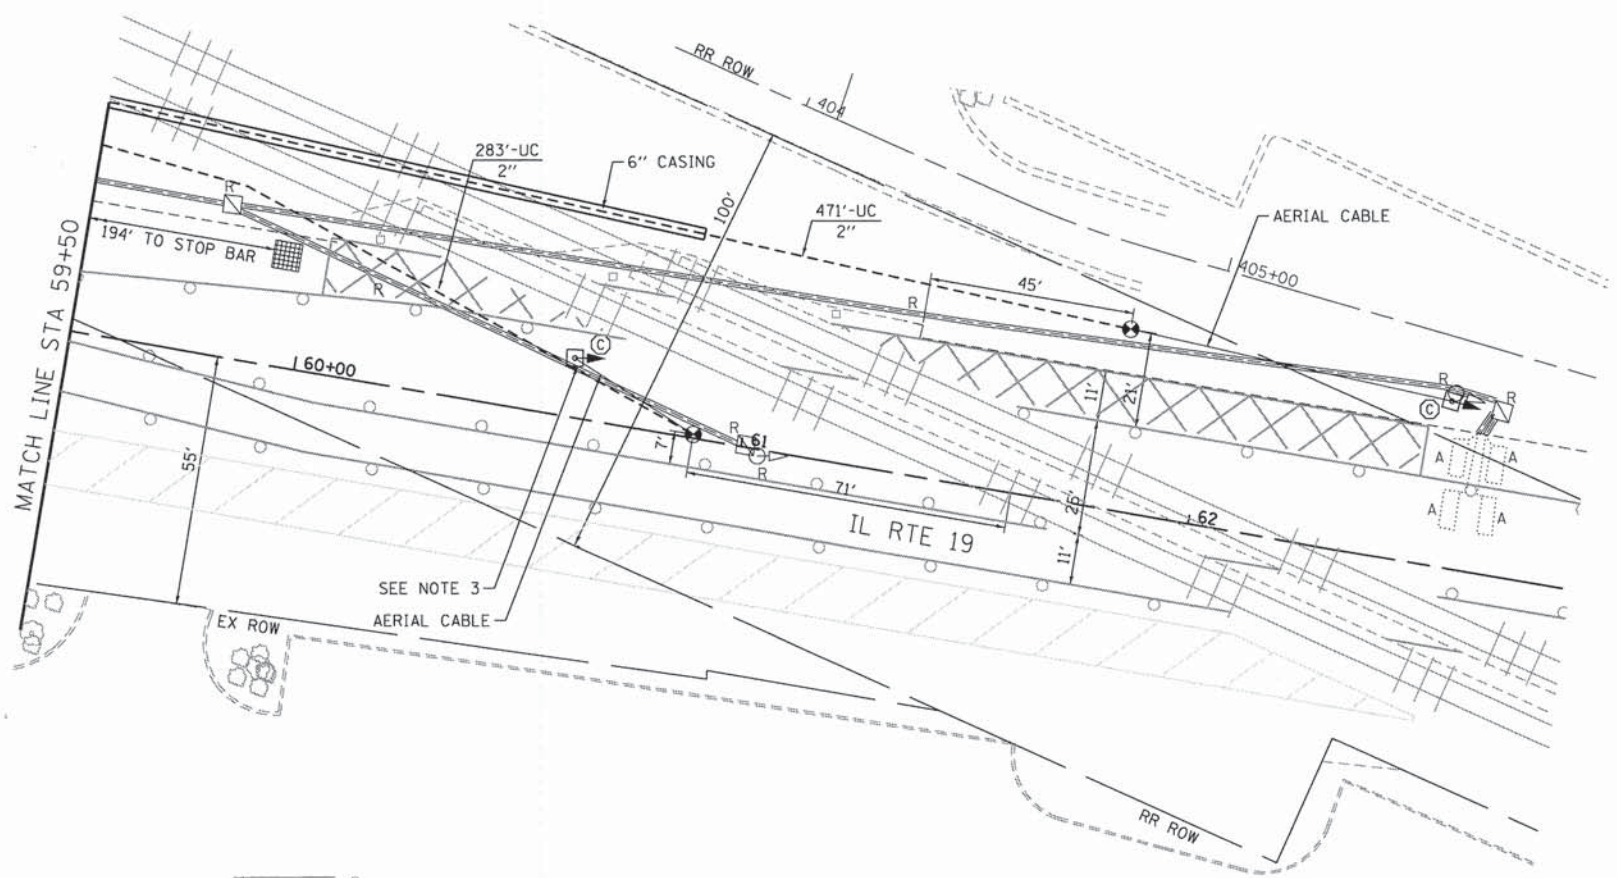 RR ROW
404
283'-UC
2"
6" CASING
100'
471'-UC
2"
AERIAL CABLE
R
194' TO STOP BAR
405+00
45'
R
R
C
60+00
11'
21'
R
R
C
MATCH LINE STA 59+50
7'
R
61
R
A
A
55'
71'
IL RTE 19
26'
62
A
A
11'
SEE NOTE 3
AERIAL CABLE
EX ROW
RR ROW